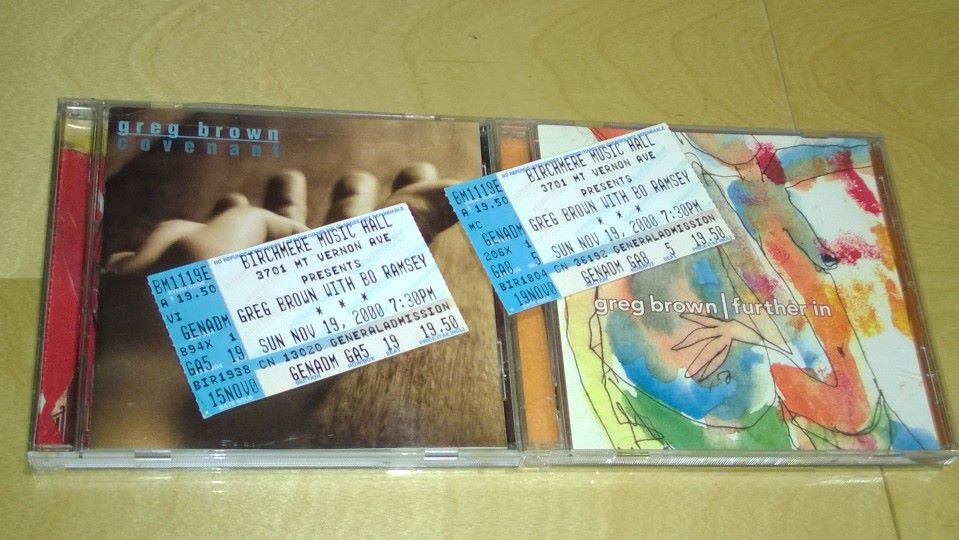 greg brown
covenant
BM1119E
A 19.50
VI
GENADM
894X 1
GA5 19
BIR1938
15NOV0
BIRCHMERE MUSIC HALL
3701 MT VERNON AVE
PRESENTS
GREG BROWN WITH BO RAMSEY
* * *
SUN NOV 19, 2000 7:30PM
CN 13020 GENERALADMISSION
GENADM GA5 19 19.50
SECTION ROW/BOX SEAT
BM1119E
A 19.50
MC
GENADM
206X 1
GA8 5
BIR1804
19NOV0
BIRCHMERE MUSIC HALL
3701 MT VERNON AVE
PRESENTS
GREG BROWN WITH BO RAMSEY
* * *
SUN NOV 19, 2000 7:30PM
CN 36192 GENERALADMISSION
GENADM GA8 5 19.50
greg brown | further in